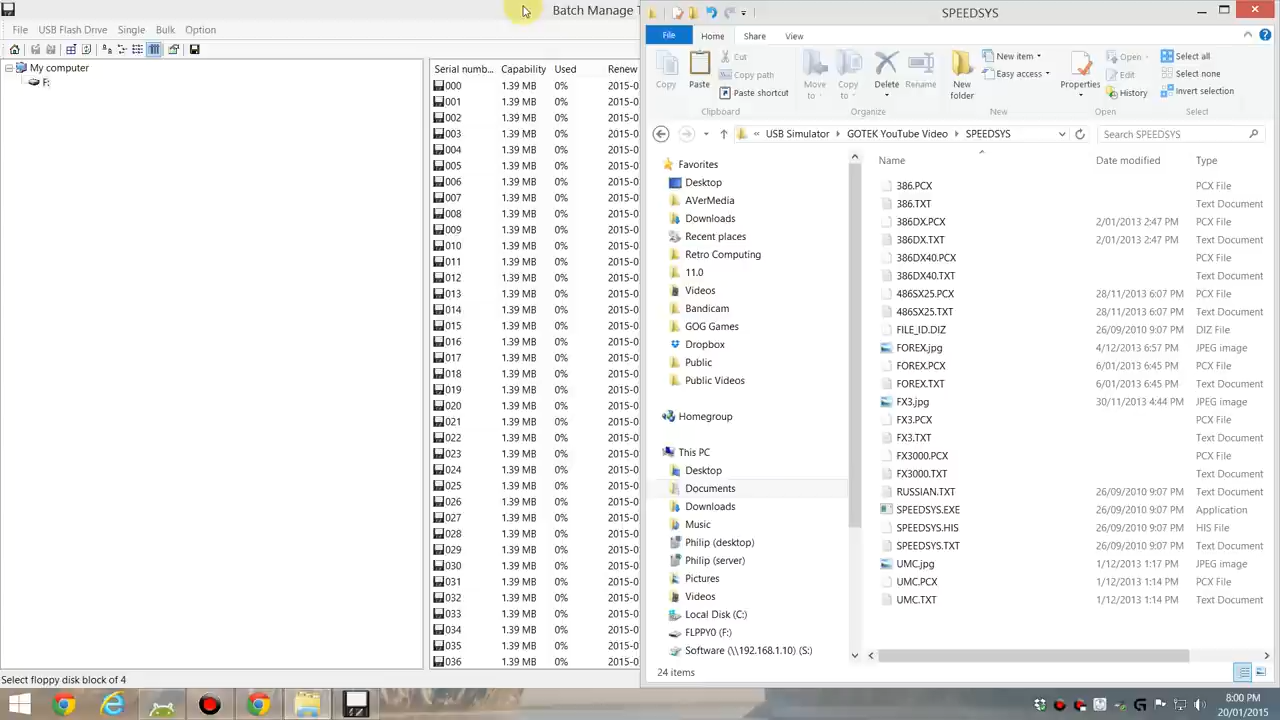 Batch Manage T
File USB Flash Drive Single Bulk Option
My computer
F:
Serial numb... Capability Used Renew
000 1.39 MB 0% 2015-0
001 1.39 MB 0% 2015-0
002 1.39 MB 0% 2015-0
003 1.39 MB 0% 2015-0
004 1.39 MB 0% 2015-0
005 1.39 MB 0% 2015-0
006 1.39 MB 0% 2015-0
007 1.39 MB 0% 2015-0
008 1.39 MB 0% 2015-0
009 1.39 MB 0% 2015-0
010 1.39 MB 0% 2015-0
011 1.39 MB 0% 2015-0
012 1.39 MB 0% 2015-0
013 1.39 MB 0% 2015-0
014 1.39 MB 0% 2015-0
015 1.39 MB 0% 2015-0
016 1.39 MB 0% 2015-0
017 1.39 MB 0% 2015-0
018 1.39 MB 0% 2015-0
019 1.39 MB 0% 2015-0
020 1.39 MB 0% 2015-0
021 1.39 MB 0% 2015-0
022 1.39 MB 0% 2015-0
023 1.39 MB 0% 2015-0
024 1.39 MB 0% 2015-0
025 1.39 MB 0% 2015-0
026 1.39 MB 0% 2015-0
027 1.39 MB 0% 2015-0
028 1.39 MB 0% 2015-0
029 1.39 MB 0% 2015-0
030 1.39 MB 0% 2015-0
031 1.39 MB 0% 2015-0
032 1.39 MB 0% 2015-0
033 1.39 MB 0% 2015-0
034 1.39 MB 0% 2015-0
035 1.39 MB 0% 2015-0
036 1.39 MB 0% 2015-0
Select floppy disk block of 4
SPEEDSYS
File Home Share View
Copy
Paste
Cut
Copy path
Paste shortcut
Clipboard
Move to
Copy to
Delete
Rename
Organize
New folder
New item
Easy access
New
Properties
Open
Edit
History
Open
Select all
Select none
Invert selection
Select
« USB Simulator GOTEK YouTube Video SPEEDSYS
Search SPEEDSYS
Favorites
Desktop
AVerMedia
Downloads
Recent places
Retro Computing
11.0
Videos
Bandicam
GOG Games
Dropbox
Public
Public Videos
Homegroup
This PC
Desktop
Documents
Downloads
Music
Philip (desktop)
Philip (server)
Pictures
Videos
Local Disk (C:)
FLPPY0 (F:)
Software (\\192.168.1.10) (S:)
Name Date modified Type
386.PCX PCX File
386.TXT Text Document
386DX.PCX 2/01/2013 2:47 PM PCX File
386DX.TXT 2/01/2013 2:47 PM Text Document
386DX40.PCX PCX File
386DX40.TXT Text Document
486SX25.PCX 28/11/2013 6:07 PM PCX File
486SX25.TXT 28/11/2013 6:07 PM Text Document
FILE_ID.DIZ 26/09/2010 9:07 PM DIZ File
FOREX.jpg 4/12/2013 6:57 PM JPEG image
FOREX.PCX 6/01/2013 6:45 PM PCX File
FOREX.TXT 6/01/2013 6:45 PM Text Document
FX3.jpg 30/11/2013 4:44 PM JPEG image
FX3.PCX PCX File
FX3.TXT Text Document
FX3000.PCX PCX File
FX3000.TXT Text Document
RUSSIAN.TXT 26/09/2010 9:07 PM Text Document
SPEEDSYS.EXE 26/09/2010 9:07 PM Application
SPEEDSYS.HIS 26/09/2010 9:07 PM HIS File
SPEEDSYS.TXT 26/09/2010 9:07 PM Text Document
UMC.jpg 1/12/2013 1:17 PM JPEG image
UMC.PCX 1/12/2013 1:14 PM PCX File
UMC.TXT 1/12/2013 1:14 PM Text Document
24 items
8:00 PM
20/01/2015